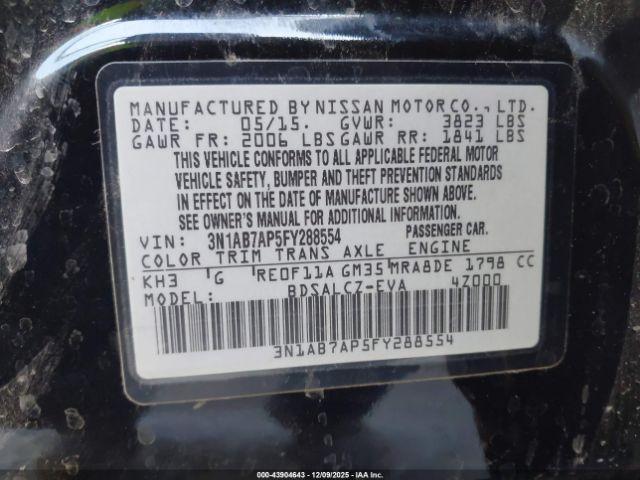 MANUFACTURED BY NISSAN MOTOR CO., LTD.
DATE: 05/15. GVWR: 3823 LBS
GAWR FR: 2006 LBS GAWR RR: 1841 LBS
THIS VEHICLE CONFORMS TO ALL APPLICABLE FEDERAL MOTOR
VEHICLE SAFETY, BUMPER AND THEFT PREVENTION STANDARDS
IN EFFECT ON THE DATE OF MANUFACTURE SHOWN ABOVE.
SEE OWNER'S MANUAL FOR ADDITIONAL INFORMATION.
VIN: 3N1AB7AP5FY288554 PASSENGER CAR.
COLOR TRIM TRANS AXLE ENGINE
KH3 G RE0F11A GM35 MRA8DE 1798 CC
MODEL: BDSALCZ-EVA 4Z000
3N1AB7AP5FY288554
000-43904643 | 12/09/2025 - IAA Inc.